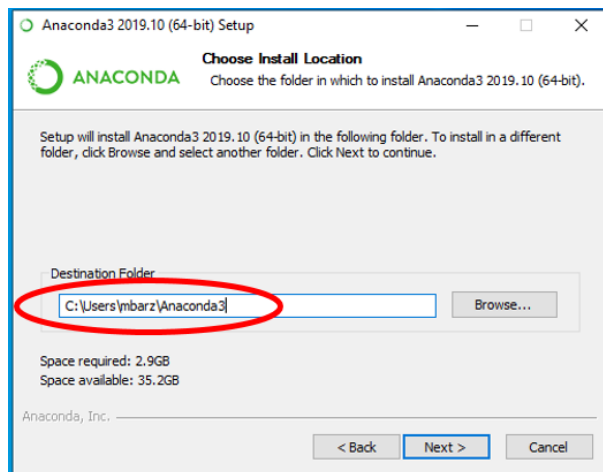 Anaconda3 2019.10 (64-bit) Setup
Choose Install Location
ANACONDA
Choose the folder in which to install Anaconda3 2019.10 (64-bit).
Setup will install Anaconda3 2019.10 (64-bit) in the following folder. To install in a different
folder, click Browse and select another folder. Click Next to continue.
Destination Folder
C:\Users\mbarz\Anaconda3
Browse...
Space required: 2.9GB
Space available: 35.2GB
Anaconda, Inc.
< Back
Next >
Cancel